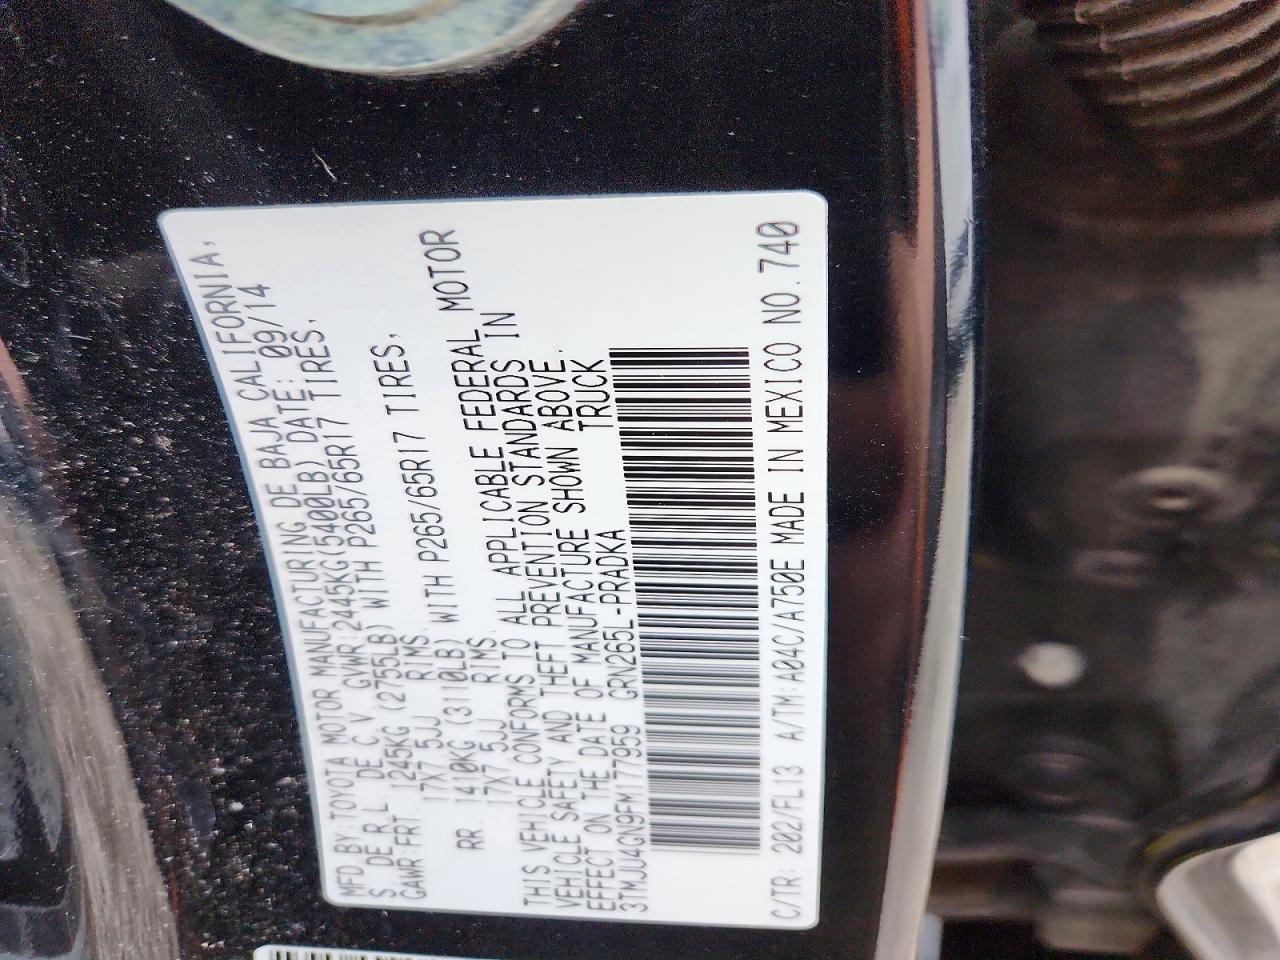 MFD BY: TOYOTA MOTOR MANUFACTURING DE BAJA CALIFORNIA,
S. DE R.L. DE C.V. GVWR: 2445KG(5400LB) DATE: 09/14
GAWR FRT 1245KG (2755LB) WITH P265/65R17 TIRES,
17X7.5JJ RIMS
RR 1410KG (3110LB) WITH P265/65R17 TIRES,
17X7.5JJ RIMS.
THIS VEHICLE CONFORMS TO ALL APPLICABLE FEDERAL MOTOR
VEHICLE SAFETY AND THEFT PREVENTION STANDARDS IN
EFFECT ON THE DATE OF MANUFACTURE SHOWN ABOVE.
3TMJU4GN9FM177959 GRN265L-PRADKA TRUCK
C/TR: 202/FL13 A/TM:A04C/A750E MADE IN MEXICO NO. 740